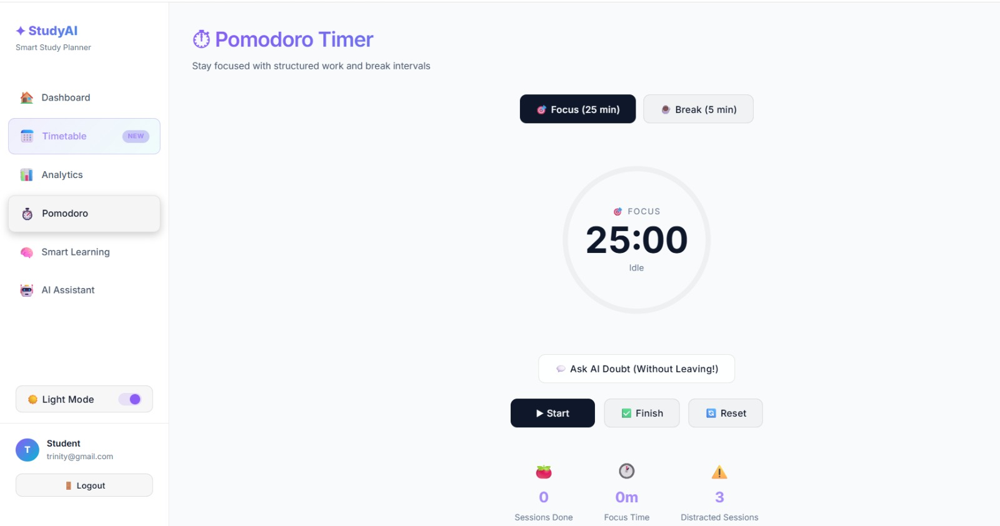 StudyAI
Smart Study Planner
Dashboard
Timetable NEW
Analytics
Pomodoro
Smart Learning
AI Assistant
Light Mode
T
Student
trinity@gmail.com
Logout
Pomodoro Timer
Stay focused with structured work and break intervals
Focus (25 min) Break (5 min)
FOCUS
25:00
Idle
Ask AI Doubt (Without Leaving!)
Start Finish Reset
0 0m 3
Sessions Done Focus Time Distracted Sessions